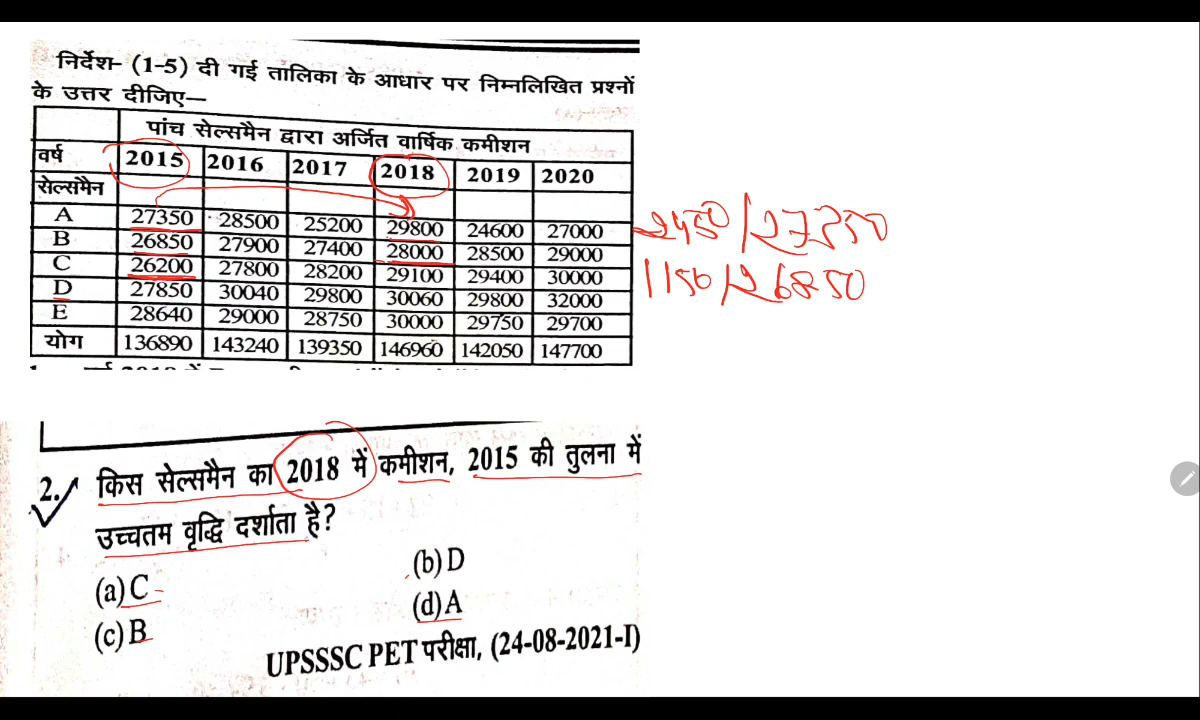 निर्देश- (1-5) दी गई तालिका के आधार पर निम्नलिखित प्रश्नों
के उत्तर दीजिए—
पांच सेल्समैन द्वारा अर्जित वार्षिक कमीशन
वर्ष 2015 2016 2017 2018 2019 2020
सेल्समैन
A 27350 28500 25200 29800 24600 27000
B 26850 27900 27400 28000 28500 29000
C 26200 27800 28200 29100 29400 30000
D 27850 30040 29800 30060 29800 32000
E 28640 29000 28750 30000 29750 29700
योग 136890 143240 139350 146960 142050 147700
2450/27350
1150/26850
2. किस सेल्समैन का 2018 में कमीशन, 2015 की तुलना में
उच्चतम वृद्धि दर्शाता है?
(a) C (b) D
(c) B (d) A
UPSSSC PET परीक्षा, (24-08-2021-I)